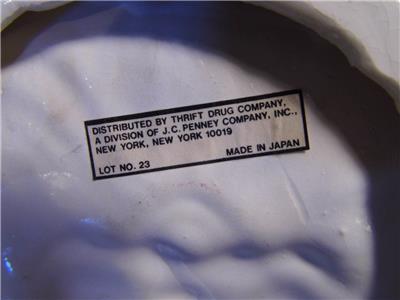 DISTRIBUTED BY THRIFT DRUG COMPANY,
A DIVISION OF J.C. PENNEY COMPANY, INC.,
NEW YORK, NEW YORK 10019
LOT NO. 23
MADE IN JAPAN